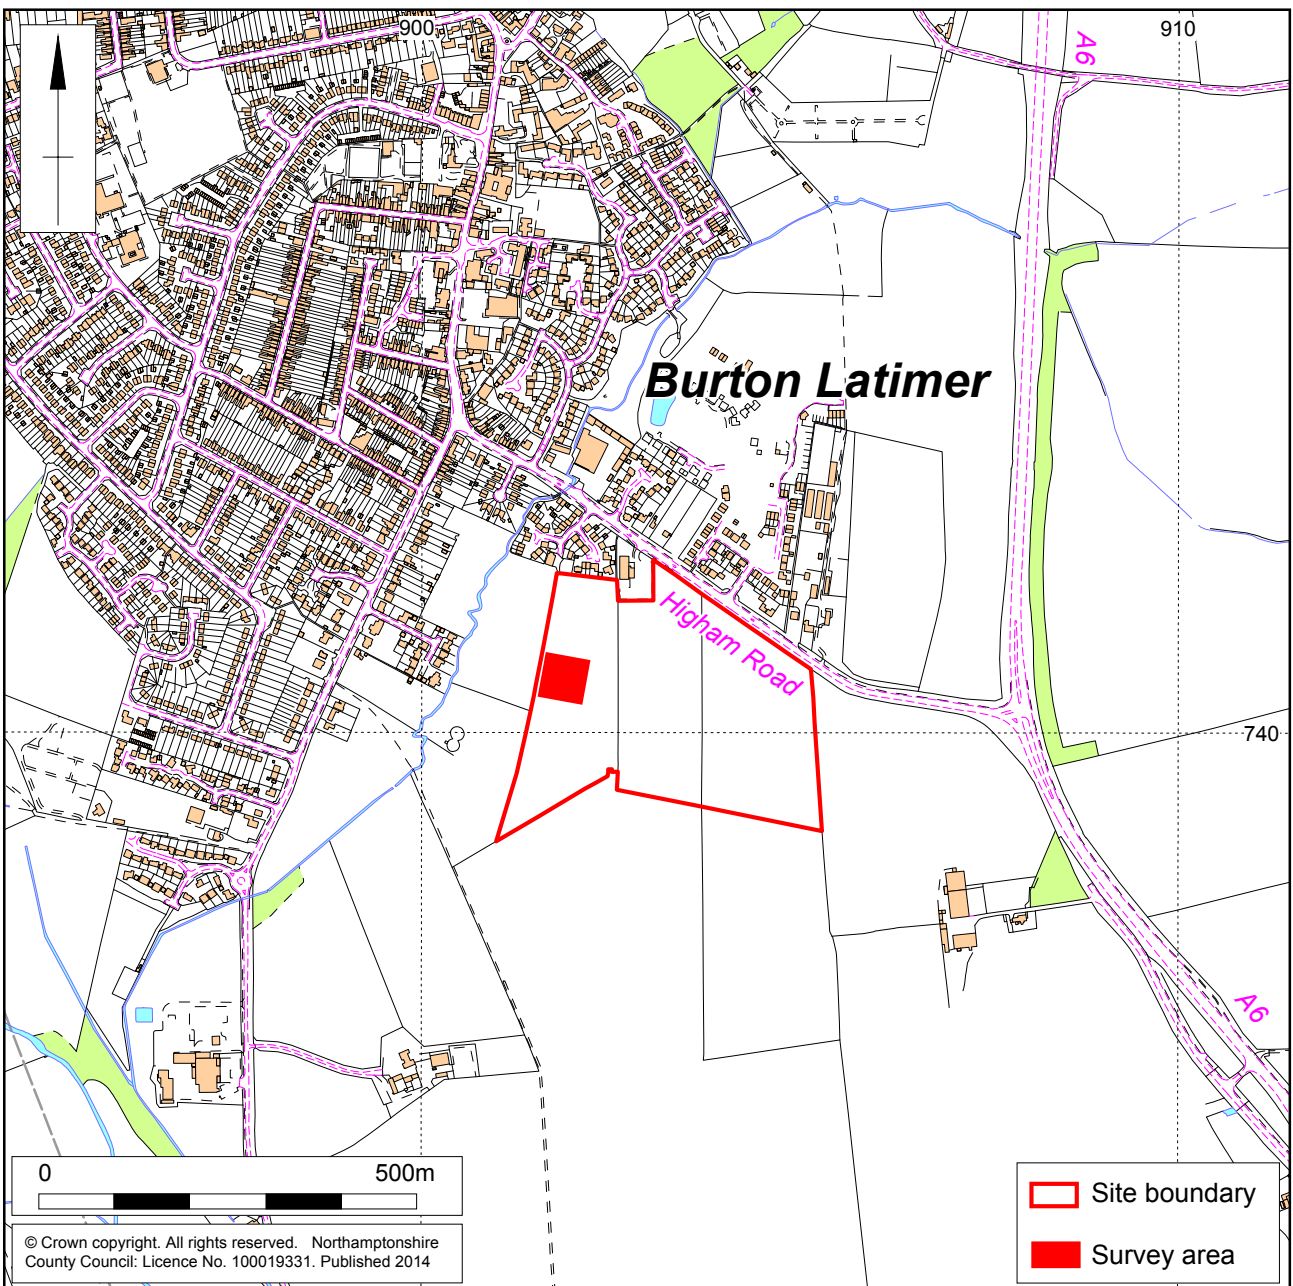 900
910
A6
Burton Latimer
Higham Road
740
A6
0 500m
Site boundary
Survey area
© Crown copyright. All rights reserved. Northamptonshire
County Council: Licence No. 100019331. Published 2014